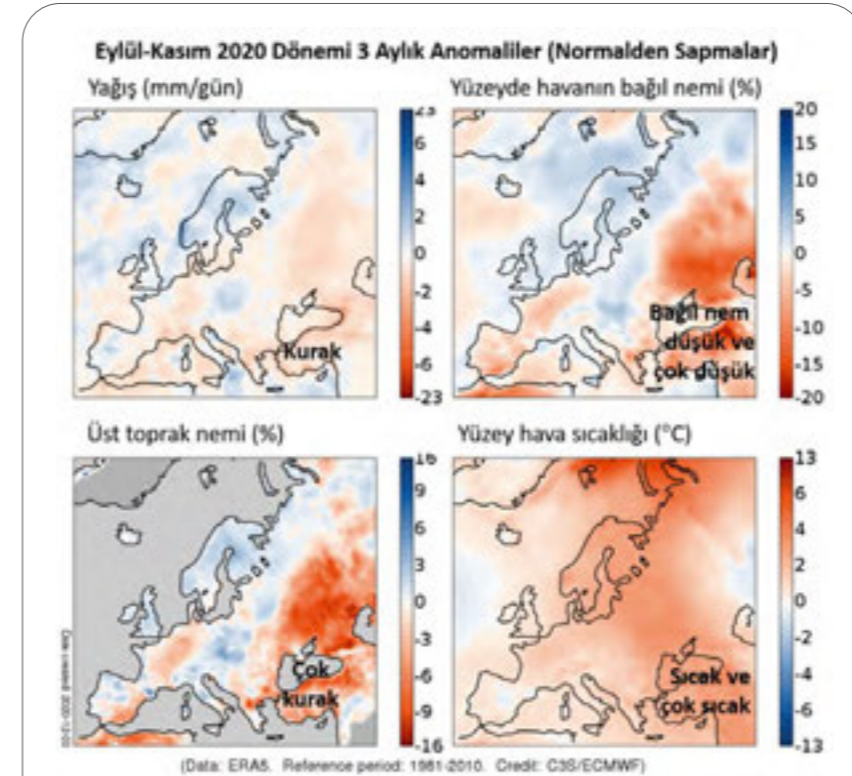 Eylül-Kasım 2020 Dönemi 3 Aylık Anomaliler (Normalden Sapmalar)
Yağış (mm/gün)
23
6
4
2
0
-2
-4
-6
-23
Kurak
Yüzeyde havanın bağıl nemi (%)
20
15
10
5
0
-5
-10
-15
-20
Bağıl nem
düşük ve
çok düşük
Üst toprak nemi (%)
16
9
6
3
0
-3
-6
-9
-16
Çok
kurak
Yüzey hava sıcaklığı (°C)
13
6
4
2
0
-2
-4
-6
-13
Sıcak ve
çok sıcak
(Data: ERA5. Reference period: 1981-2010. Credit: C3S/ECMWF)